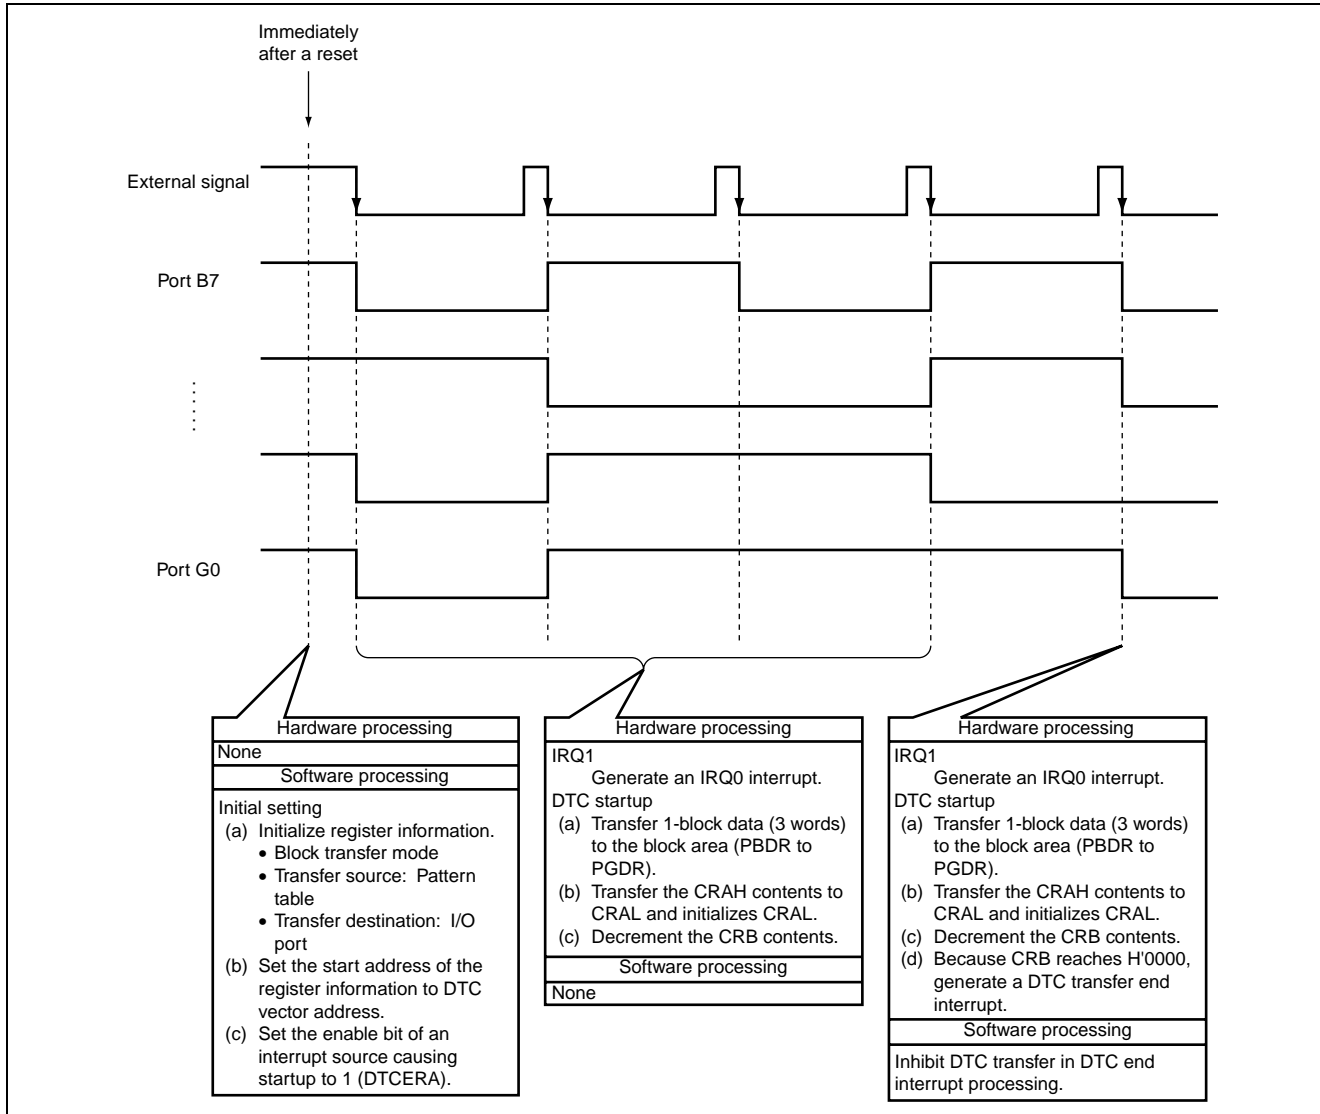 Immediately
after a reset
External signal
Port B7
Port G0
Hardware processing
None
Software processing
Initial setting
(a) Initialize register information.
• Block transfer mode
• Transfer source: Pattern
table
• Transfer destination: I/O
port
(b) Set the start address of the
register information to DTC
vector address.
(c) Set the enable bit of an
interrupt source causing
startup to 1 (DTCERA).
Hardware processing
IRQ1
Generate an IRQ0 interrupt.
DTC startup
(a) Transfer 1-block data (3 words)
to the block area (PBDR to
PGDR).
(b) Transfer the CRAH contents to
CRAL and initializes CRAL.
(c) Decrement the CRB contents.
Software processing
None
Hardware processing
IRQ1
Generate an IRQ0 interrupt.
DTC startup
(a) Transfer 1-block data (3 words)
to the block area (PBDR to
PGDR).
(b) Transfer the CRAH contents to
CRAL and initializes CRAL.
(c) Decrement the CRB contents.
(d) Because CRB reaches H'0000,
generate a DTC transfer end
interrupt.
Software processing
Inhibit DTC transfer in DTC end
interrupt processing.